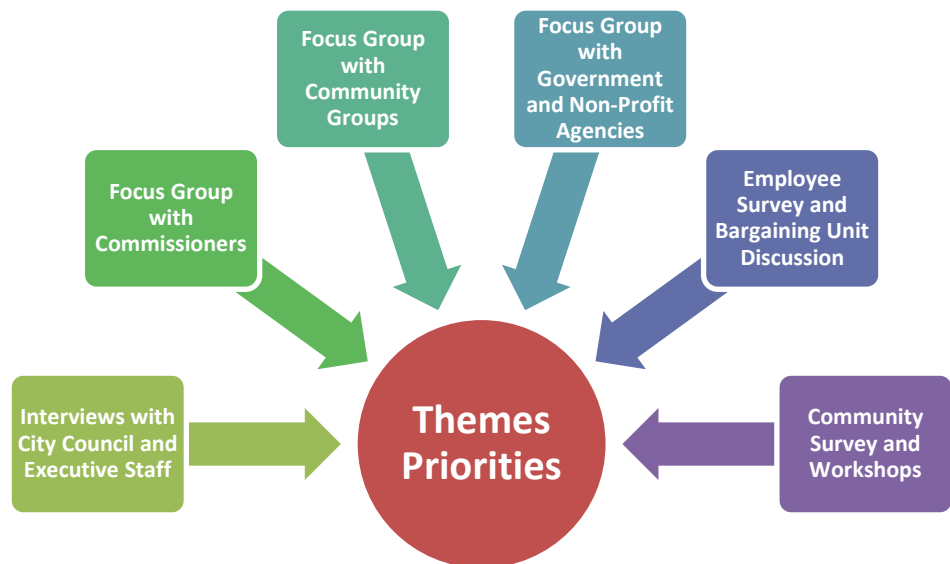 Focus Group
with
Community
Groups
Focus Group
with
Government
and Non-Profit
Agencies
Focus Group
with
Commissioners
Employee
Survey and
Bargaining Unit
Discussion
Interviews with
City Council and
Executive Staff
Themes
Priorities
Community
Survey and
Workshops